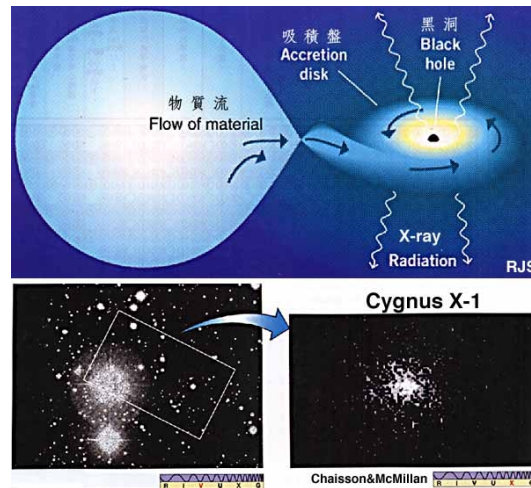 吸積盤
Accretion
disk
黑洞
Black
hole
物質流
Flow of material
X-ray
Radiation
RJS
Cygnus X-1
R I V U X G
Chaisson&McMillan
R I V U X